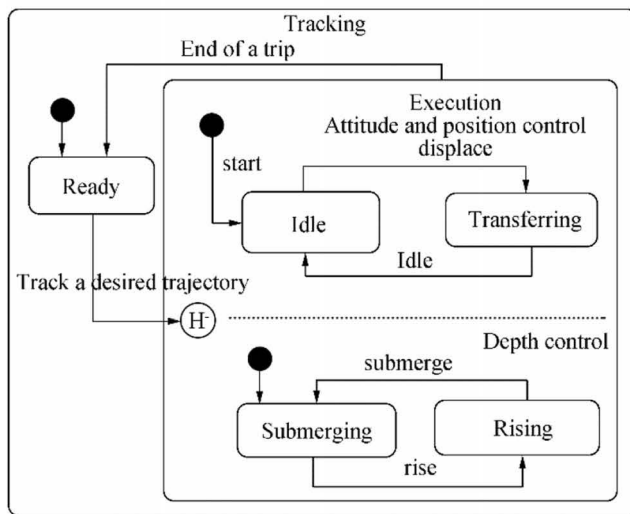 Tracking
End of a trip
Execution
Attitude and position control
displace
start
Ready
Idle
Transferring
Idle
Track a desired trajectory
H-
Depth control
submerge
Submerging
Rising
rise